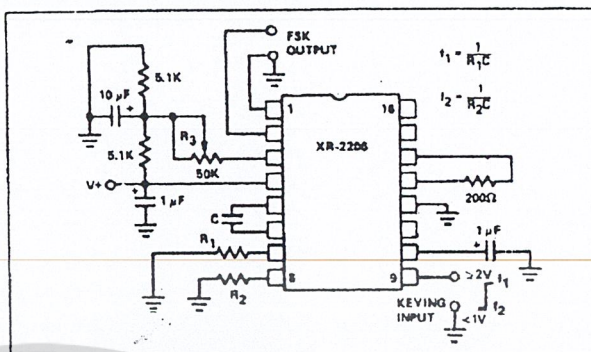 FSK
OUTPUT
f₁ = 1/R₁C
f₂ = 1/R₂C
5.1K
10 µF
+
R₃
5.1K
50K
V+
+
1 µF
C
R₁
R₂
1
16
XR-2206
8
9
200Ω
1 µF
+
≥2V
f₁
KEYING
INPUT
<1V
f₂